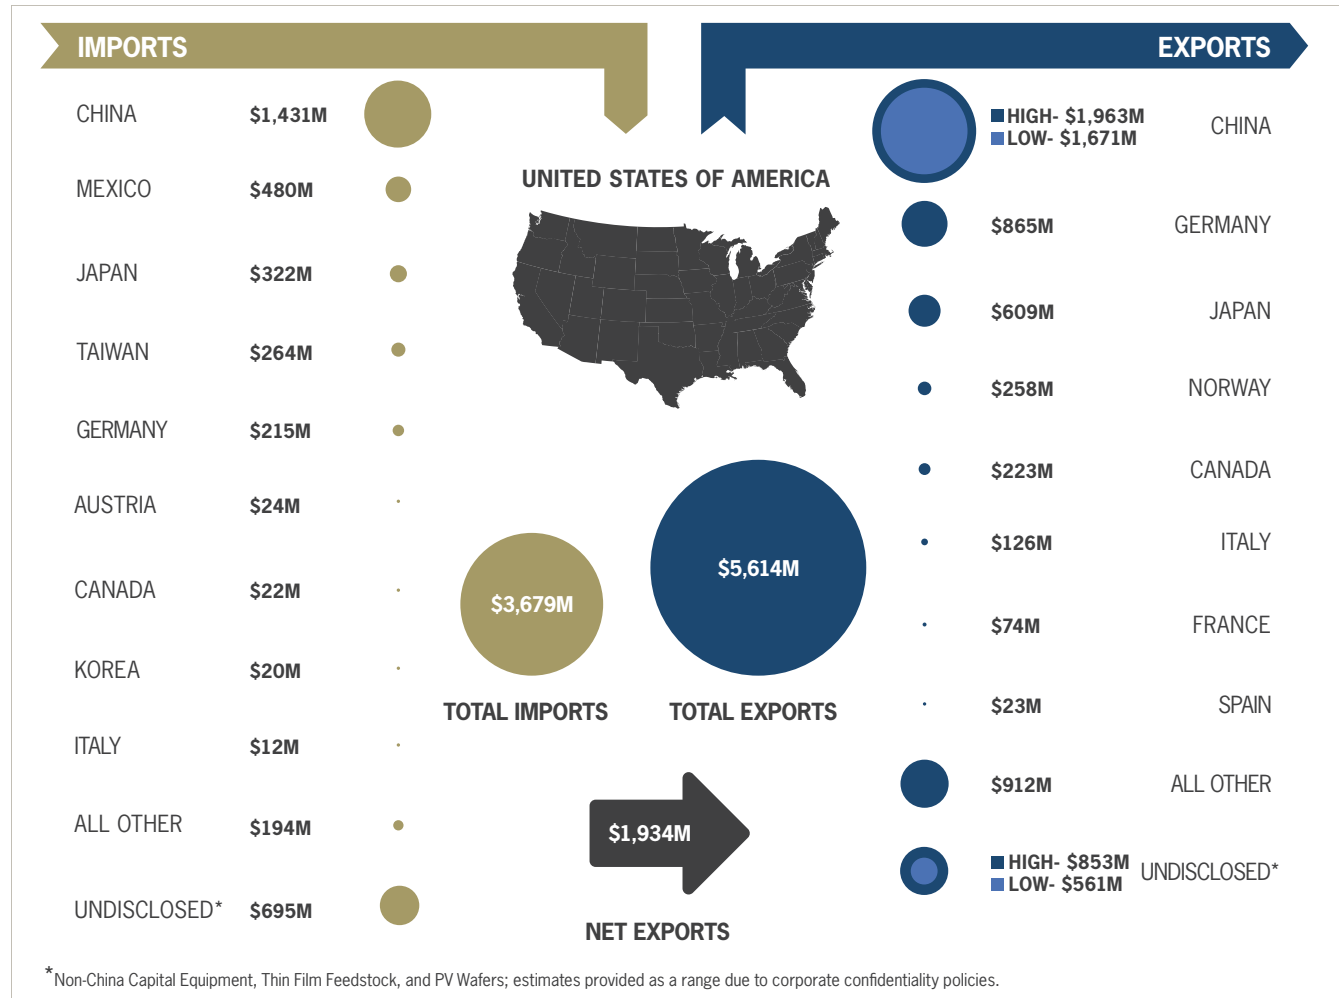 IMPORTS
EXPORTS
CHINA $1,431M
MEXICO $480M
JAPAN $322M
TAIWAN $264M
GERMANY $215M
AUSTRIA $24M
CANADA $22M
KOREA $20M
ITALY $12M
ALL OTHER $194M
UNDISCLOSED* $695M
UNITED STATES OF AMERICA
$3,679M
TOTAL IMPORTS
$5,614M
TOTAL EXPORTS
$1,934M
NET EXPORTS
HIGH- $1,963M
LOW- $1,671M
CHINA
$865M GERMANY
$609M JAPAN
$258M NORWAY
$223M CANADA
$126M ITALY
$74M FRANCE
$23M SPAIN
$912M ALL OTHER
HIGH- $853M
LOW- $561M
UNDISCLOSED*
*Non-China Capital Equipment, Thin Film Feedstock, and PV Wafers; estimates provided as a range due to corporate confidentiality policies.